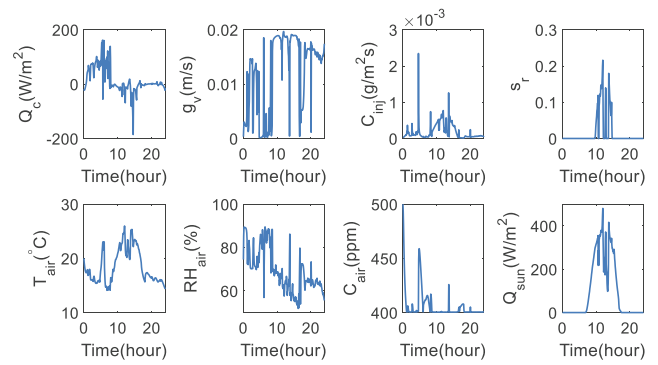 ×10⁻³
200
0
-200
Q_c(W/m²)
0 10 20
Time(hour)
0.02
0.01
0
g_v(m/s)
0 10 20
Time(hour)
3
2
1
0
C_inj(g/m²s)
0 10 20
Time(hour)
0.3
0.2
0.1
0
s_r
0 10 20
Time(hour)
30
20
10
T_air(°C)
0 10 20
Time(hour)
100
80
60
RH_air(%)
0 10 20
Time(hour)
500
450
400
C_air(ppm)
0 10 20
Time(hour)
400
200
0
Q_sun(W/m²)
0 10 20
Time(hour)